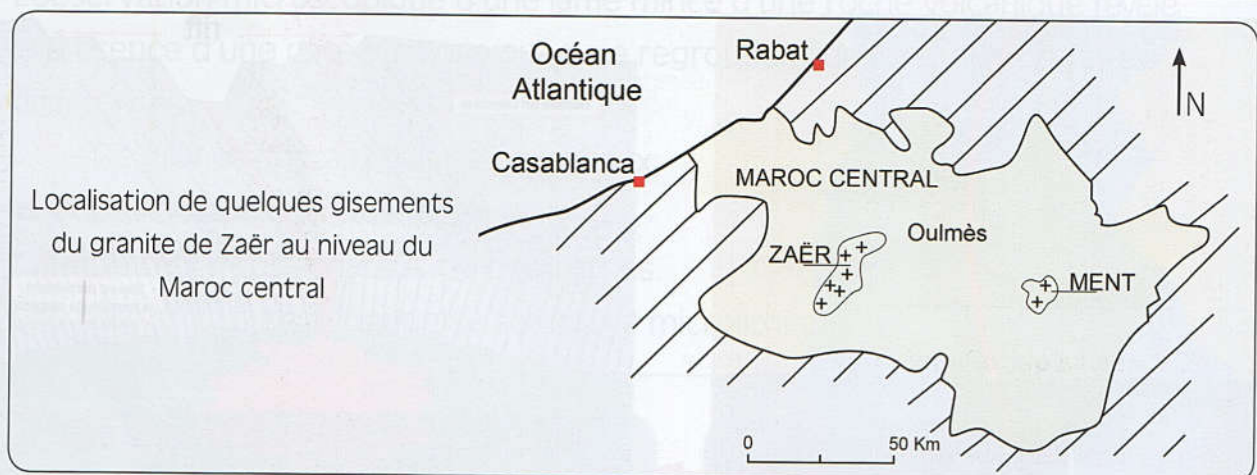 Océan
Atlantique
Rabat
N
Casablanca
MAROC CENTRAL
Localisation de quelques gisements
du granite de Zaër au niveau du
Maroc central
Oulmès
ZAËR
MENT
0 50 Km